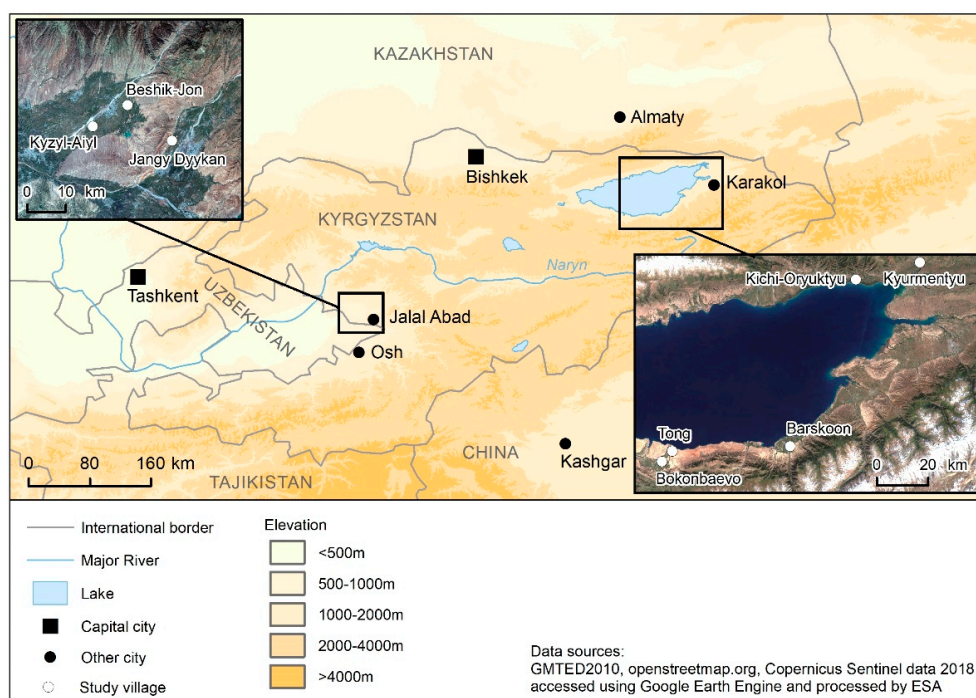 KAZAKHSTAN
Beshik-Jon
Kyzyl-Aiyl
Jangy Dyykan
0 10 km
Almaty
Bishkek
Karakol
KYRGYZSTAN
Naryn
Kichi-Oryuktyu
Kyurmentyu
Tashkent
UZBEKISTAN
Jalal Abad
Osh
Tong
Barskoon
Bokonbaevo
0 20 km
CHINA
Kashgar
0 80 160 km
TAJIKISTAN
International border
Major River
Lake
Capital city
Other city
Study village
Elevation
<500m
500-1000m
1000-2000m
2000-4000m
>4000m
Data sources:
GMTED2010, openstreetmap.org, Copernicus Sentinel data 2018
accessed using Google Earth Engine and processed by ESA